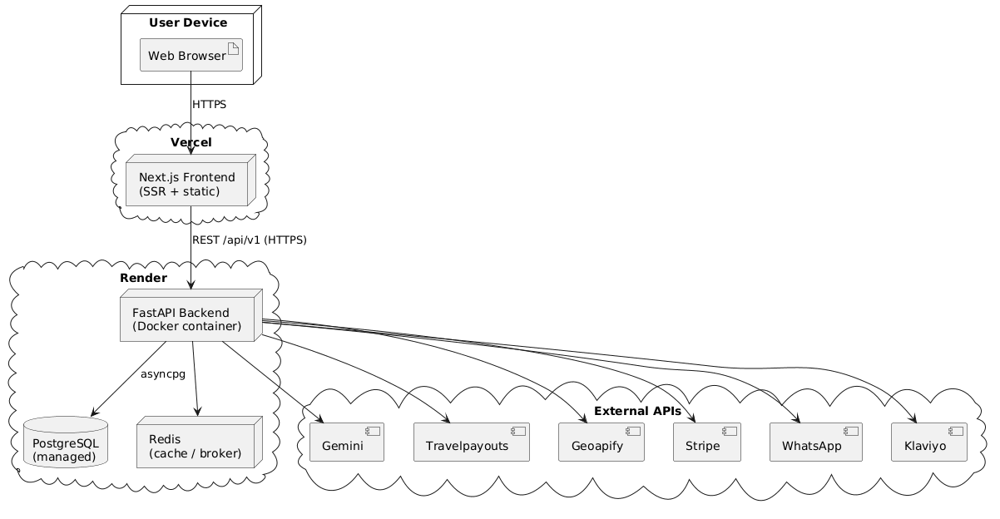 User Device
Web Browser
HTTPS
Vercel
Next.js Frontend
(SSR + static)
REST /api/v1 (HTTPS)
Render
FastAPI Backend
(Docker container)
asyncpg
PostgreSQL
(managed)
Redis
(cache / broker)
External APIs
Gemini
Travelpayouts
Geoapify
Stripe
WhatsApp
Klaviyo